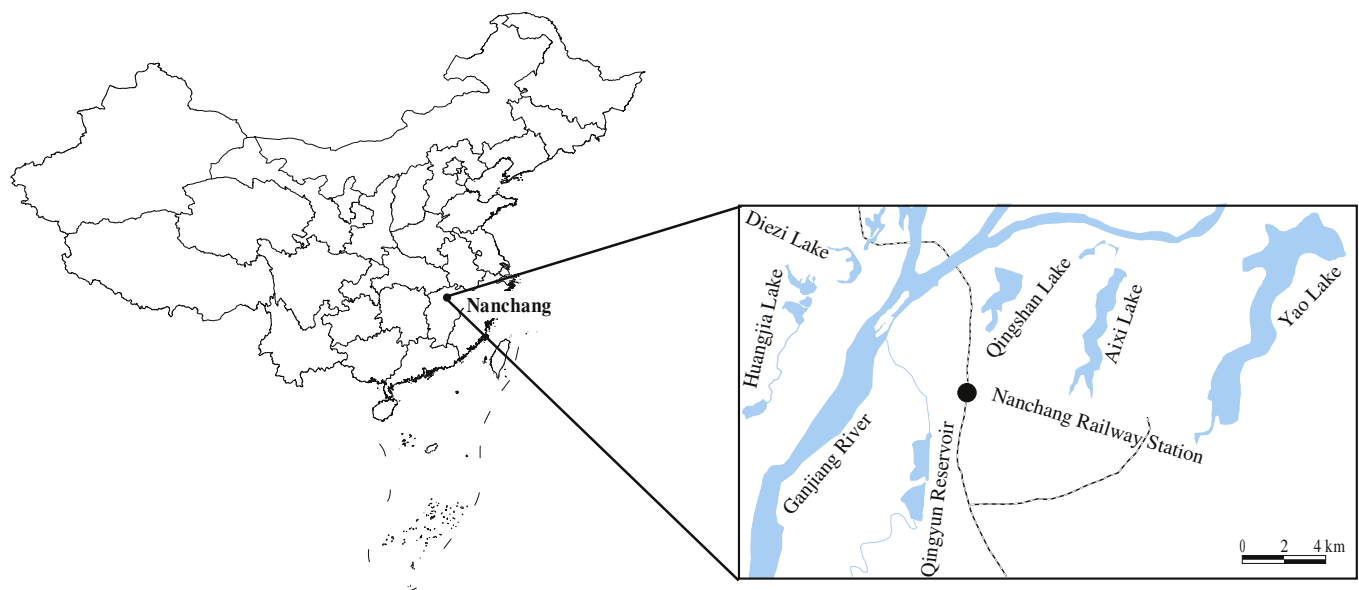 Nanchang
Diezi Lake
Huangjia Lake
Ganjiang River
Qingyun Reservoir
Qingshan Lake
Aixi Lake
Yao Lake
Nanchang Railway Station
0 2 4 km